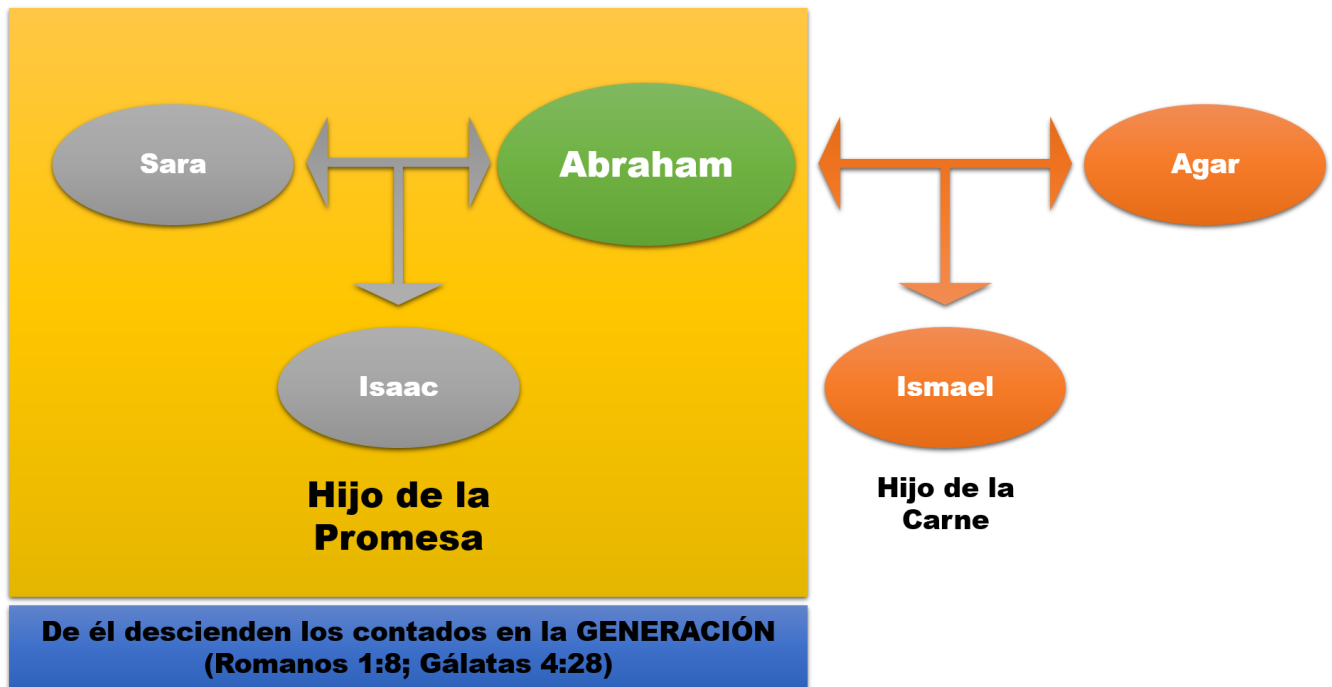 Sara
Abraham
Agar
Isaac
Ismael
Hijo de la
Promesa
Hijo de la
Carne
De él descienden los contados en la GENERACIÓN
(Romanos 1:8; Gálatas 4:28)